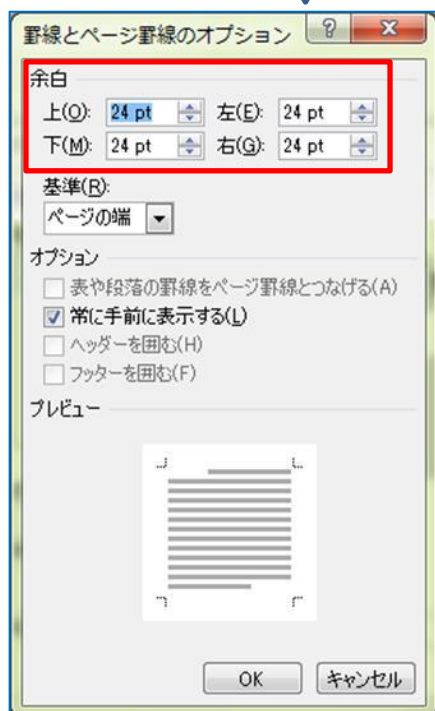 罫線とページ罫線のオプション
余白
上(O): 24 pt 左(E): 24 pt
下(M): 24 pt 右(G): 24 pt
基準(R):
ページの端
オプション
表や段落の罫線をページ罫線とつなげる(A)
常に手前に表示する(L)
ヘッダーを囲む(H)
フッターを囲む(F)
プレビュー
OK キャンセル